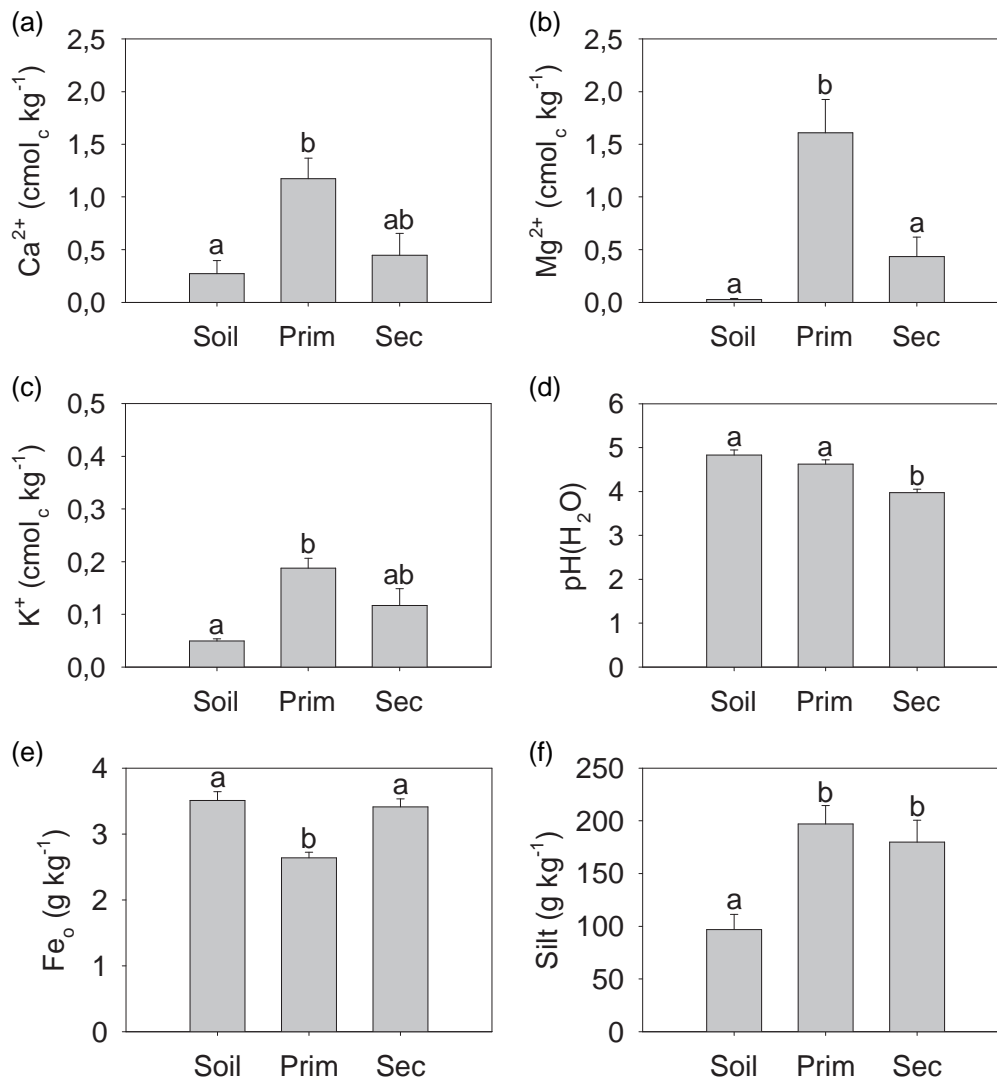 (a)
Ca²⁺ (cmol_c kg⁻¹)
2,5
2,0
1,5
1,0
0,5
0,0
a
b
ab
Soil Prim Sec
(b)
Mg²⁺ (cmol_c kg⁻¹)
2,5
2,0
1,5
1,0
0,5
0,0
a
b
a
Soil Prim Sec
(c)
K⁺ (cmol_c kg⁻¹)
0,5
0,4
0,3
0,2
0,1
0,0
a
b
ab
Soil Prim Sec
(d)
pH(H₂O)
6
5
4
3
2
1
0
a
a
b
Soil Prim Sec
(e)
Fe_o (g kg⁻¹)
4
3
2
1
0
a
b
a
Soil Prim Sec
(f)
Silt (g kg⁻¹)
250
200
150
100
50
0
a
b
b
Soil Prim Sec